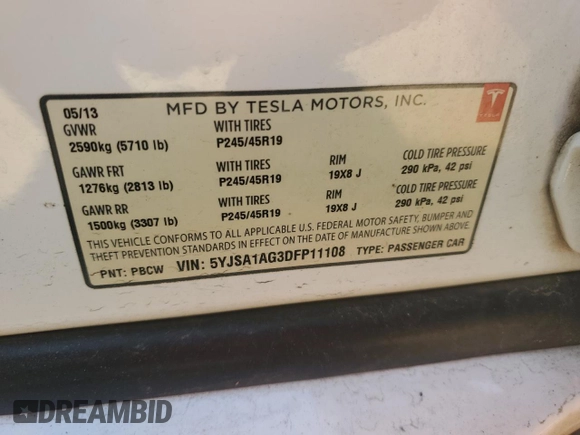 05/13 MFD BY TESLA MOTORS, INC.
TESLA
GVWR WITH TIRES
2590kg (5710 lb) P245/45R19
GAWR FRT WITH TIRES RIM COLD TIRE PRESSURE
1276kg (2813 lb) P245/45R19 19X8 J 290 kPa, 42 psi
GAWR RR WITH TIRES RIM COLD TIRE PRESSURE
1500kg (3307 lb) P245/45R19 19X8 J 290 kPa, 42 psi
THIS VEHICLE CONFORMS TO ALL APPLICABLE U.S. FEDERAL MOTOR SAFETY, BUMPER AND
THEFT PREVENTION STANDARDS IN EFFECT ON THE DATE OF MANUFACTURE SHOWN ABOVE.
PNT: PBCW VIN: 5YJSA1AG3DFP11108 TYPE: PASSENGER CAR
DREAMBID